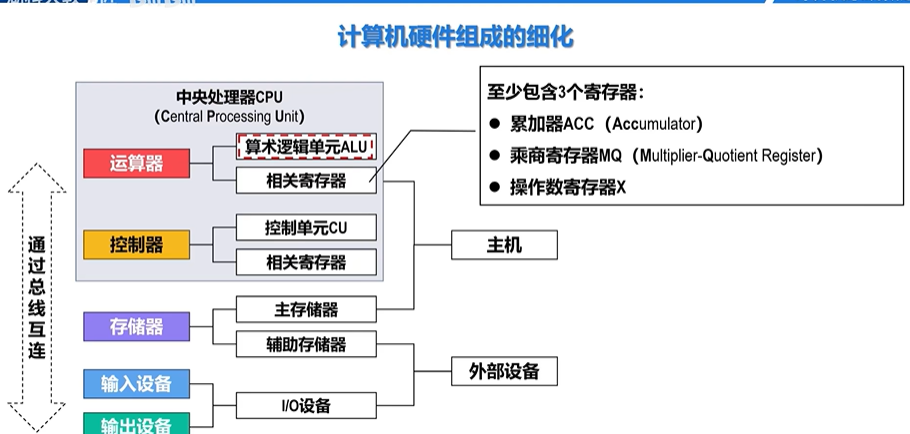 计算机硬件组成的细化
中央处理器CPU
（Central Processing Unit）
运算器
算术逻辑单元ALU
相关寄存器
控制器
控制单元CU
相关寄存器
至少包含3个寄存器：
● 累加器ACC（Accumulator）
● 乘商寄存器MQ（Multiplier-Quotient Register）
● 操作数寄存器X
主机
通过总线互连
存储器
主存储器
辅助存储器
外部设备
输入设备
I/O设备
输出设备